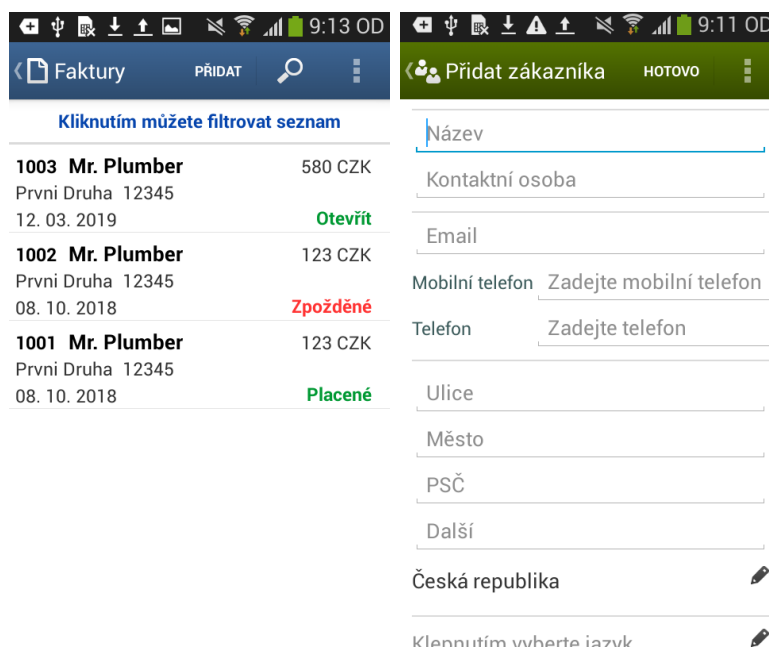 9:13 OD
Faktury
PŘIDAT
Kliknutím můžete filtrovat seznam
1003 Mr. Plumber 580 CZK
Prvni Druha 12345
12. 03. 2019 Otevřít
1002 Mr. Plumber 123 CZK
Prvni Druha 12345
08. 10. 2018 Zpožděné
1001 Mr. Plumber 123 CZK
Prvni Druha 12345
08. 10. 2018 Placené
9:11 OD
Přidat zákazníka HOTOVO
Název
Kontaktní osoba
Email
Mobilní telefon Zadejte mobilní telefon
Telefon Zadejte telefon
Ulice
Město
PSČ
Další
Česká republika
Klepnutím vyberte jazyk